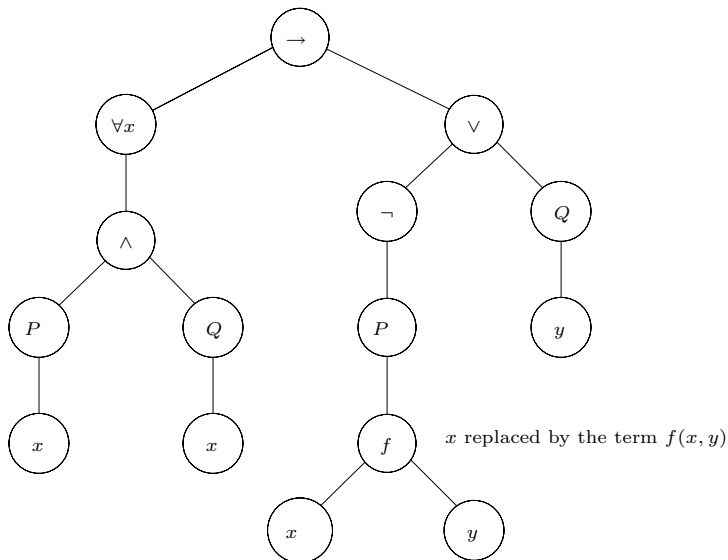 →
∀x
∨
¬
Q
∧
P
Q
P
y
x
x
f
x replaced by the term f(x, y)
x
y